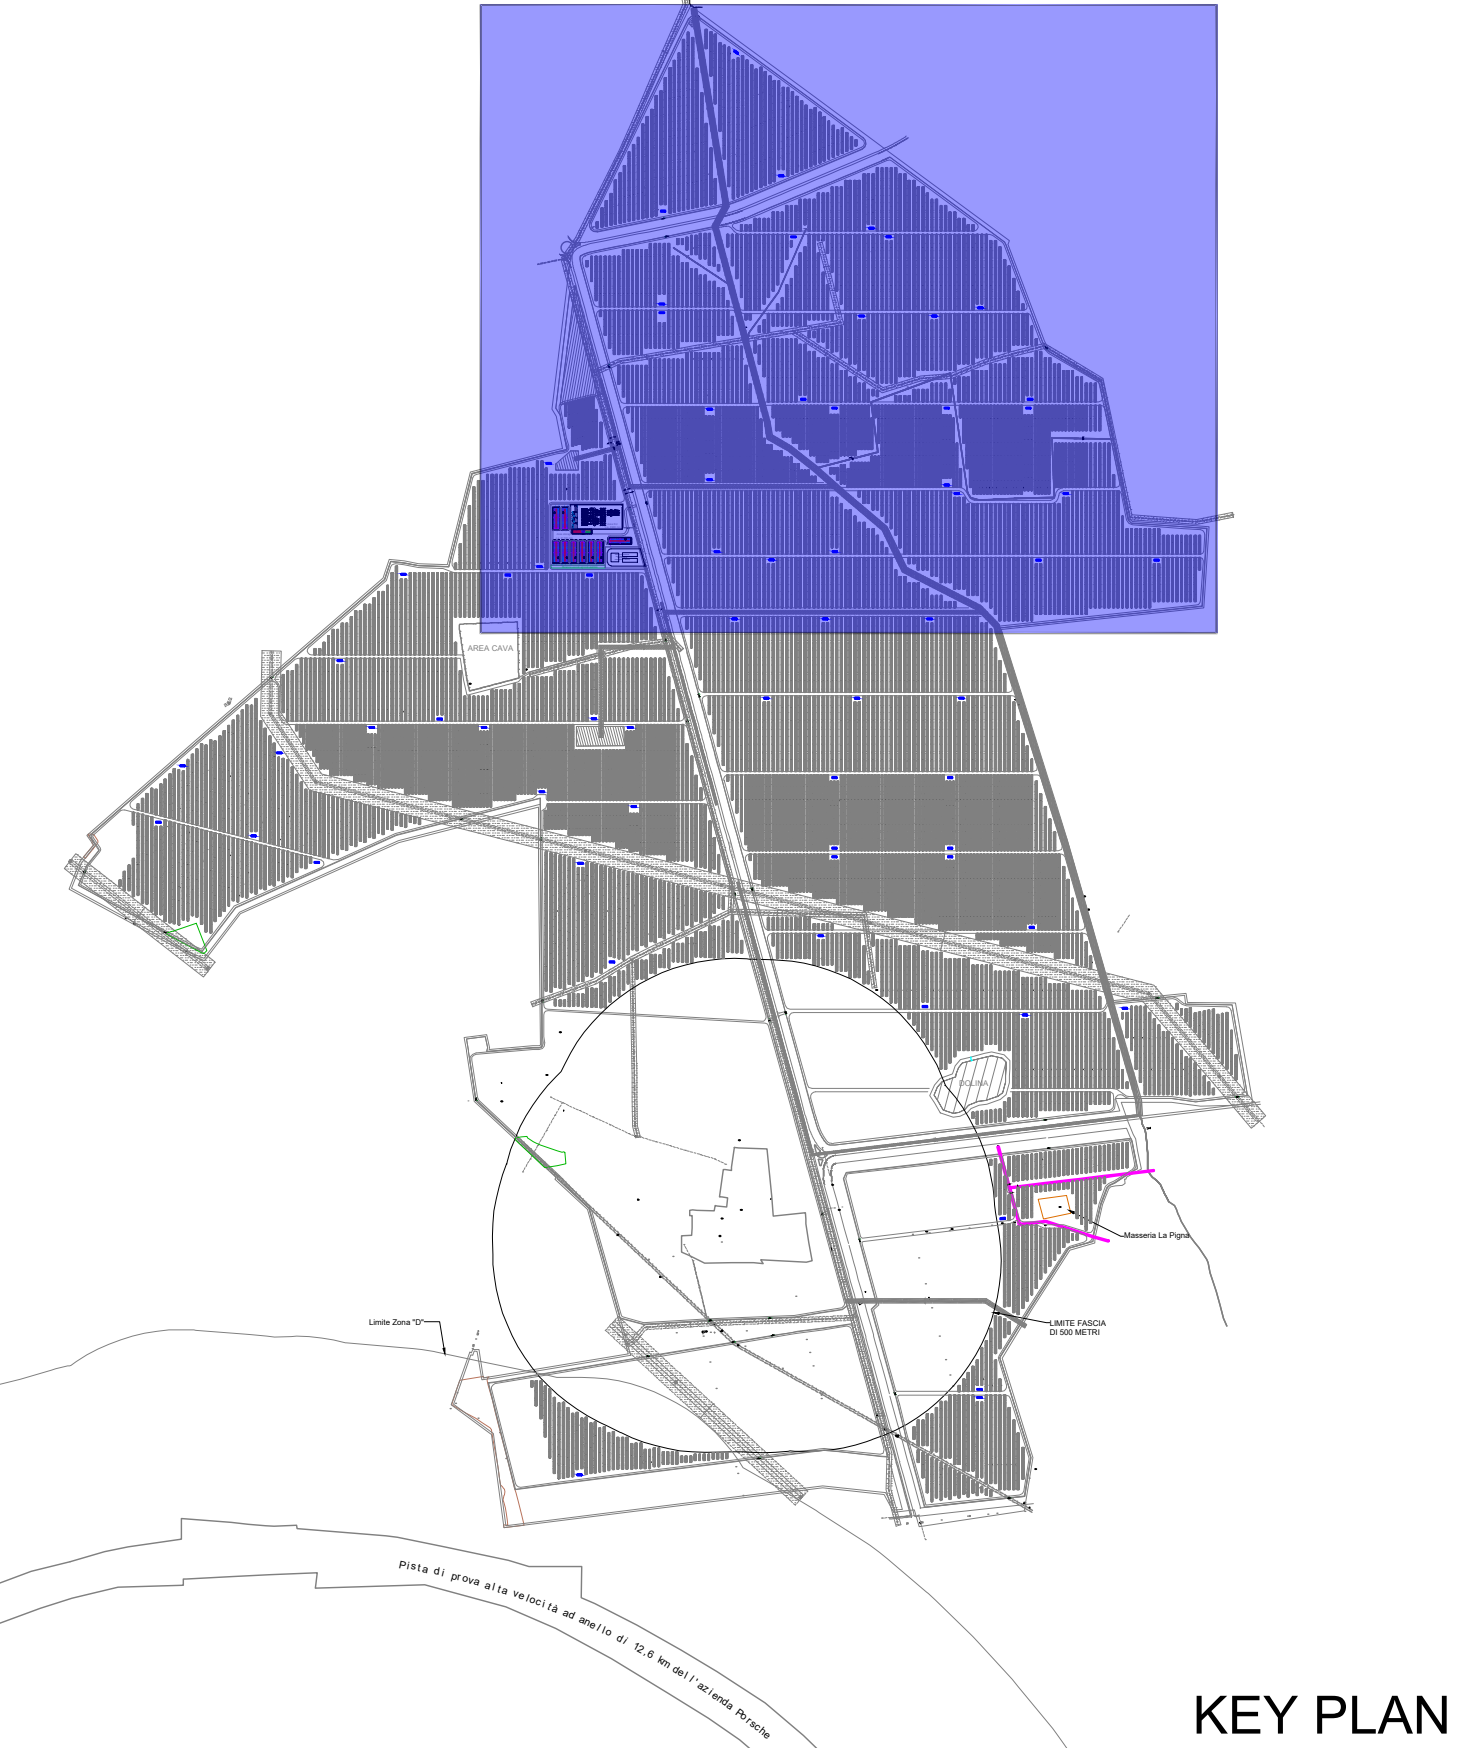 AREA CAVA
DOLINA
Masseria La Pigna
Limite Zona "D"
LIMITE FASCIA
DI 500 METRI
Pista di prova alta velocità ad anello di 12,6 km dell'azienda Porsche
KEY PLAN